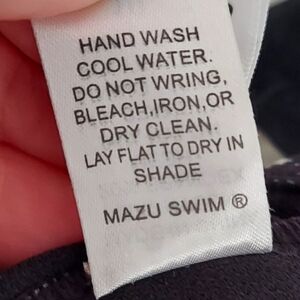 HAND WASH
COOL WATER.
DO NOT WRING,
BLEACH,IRON,OR
DRY CLEAN.
LAY FLAT TO DRY IN
SHADE
MAZU SWIM ®